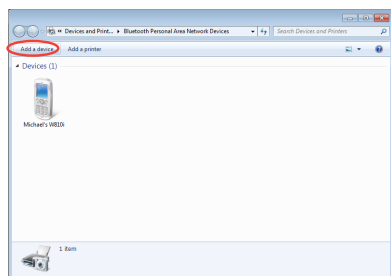 Devices and Print... ▸ Bluetooth Personal Area Network Devices
Search Devices and Printers
Add a device Add a printer
Devices (1)
Michael's W810i
1 item